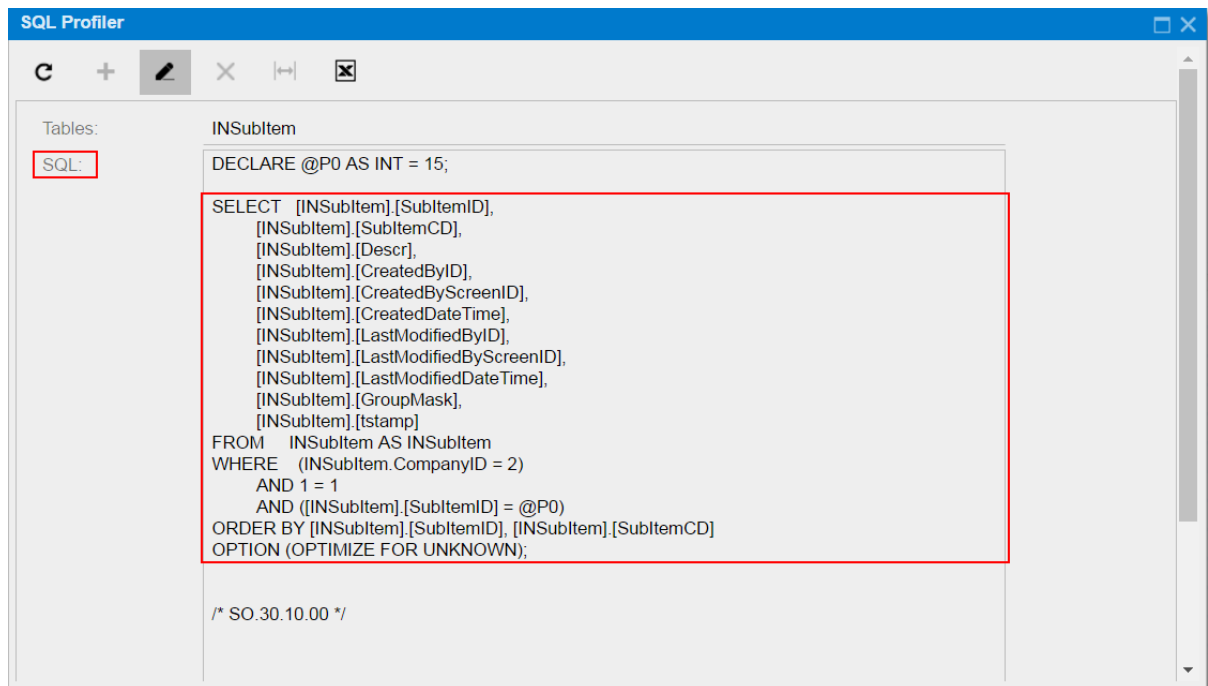 SQL Profiler
Tables: INSubItem
SQL: DECLARE @P0 AS INT = 15;
SELECT [INSubItem].[SubItemID],
[INSubItem].[SubItemCD],
[INSubItem].[Descr],
[INSubItem].[CreatedByID],
[INSubItem].[CreatedByScreenID],
[INSubItem].[CreatedDateTime],
[INSubItem].[LastModifiedByID],
[INSubItem].[LastModifiedByScreenID],
[INSubItem].[LastModifiedDateTime],
[INSubItem].[GroupMask],
[INSubItem].[tstamp]
FROM INSubItem AS INSubItem
WHERE (INSubItem.CompanyID = 2)
AND 1 = 1
AND ([INSubItem].[SubItemID] = @P0)
ORDER BY [INSubItem].[SubItemID], [INSubItem].[SubItemCD]
OPTION (OPTIMIZE FOR UNKNOWN);
/* SO.30.10.00 */